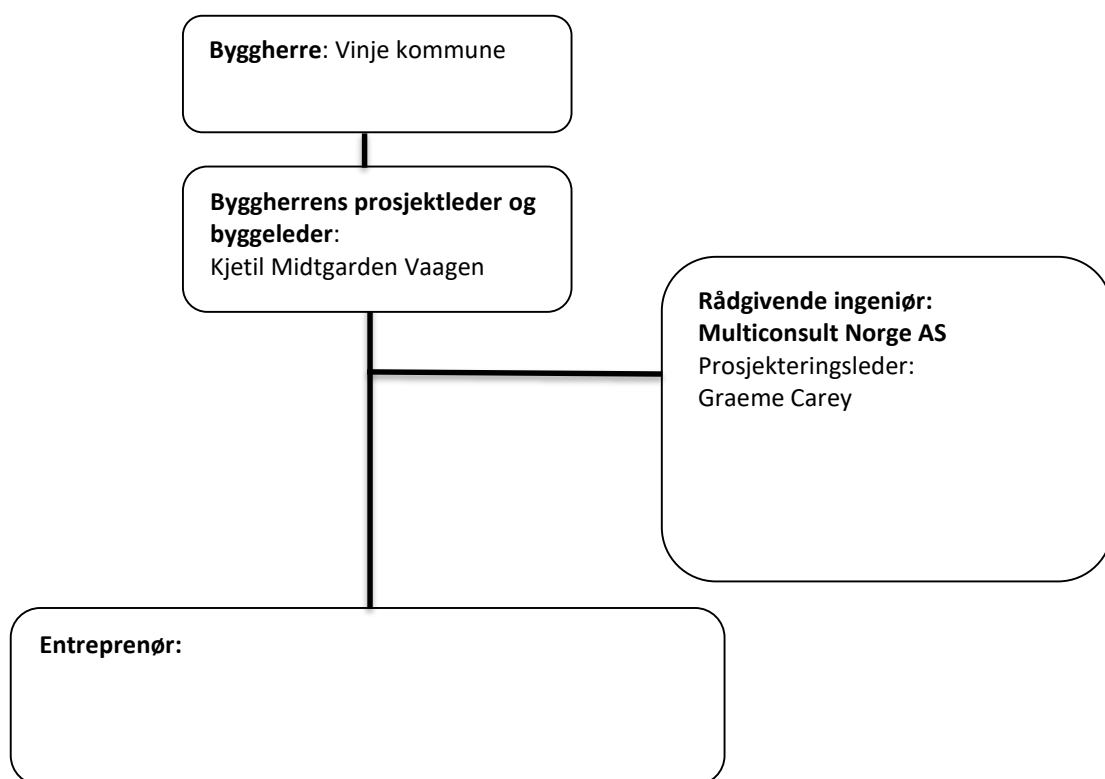 Byggherre: Vinje kommune
Byggherrens prosjektleder og
byggeleder:
Kjetil Midtgarden Vaagen
Rådgivende ingeniør:
Multiconsult Norge AS
Prosjekteringsleder:
Graeme Carey
Entreprenør: